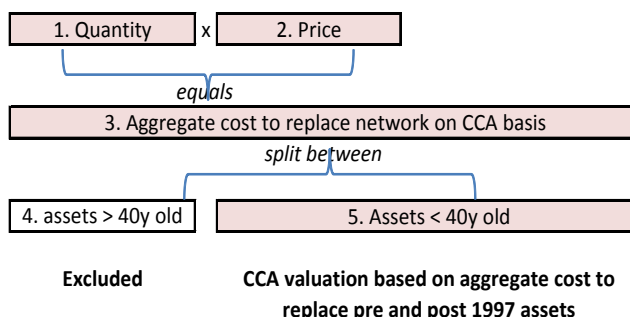 1. Quantity x 2. Price
equals
3. Aggregate cost to replace network on CCA basis
split between
4. assets > 40y old 5. Assets < 40y old
Excluded CCA valuation based on aggregate cost to
replace pre and post 1997 assets